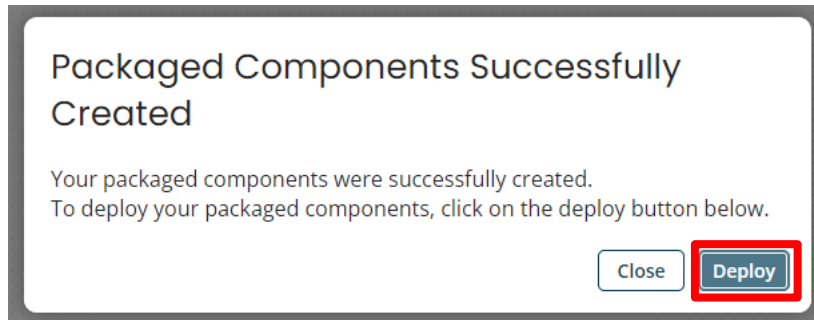 Packaged Components Successfully
Created
Your packaged components were successfully created.
To deploy your packaged components, click on the deploy button below.
Close
Deploy